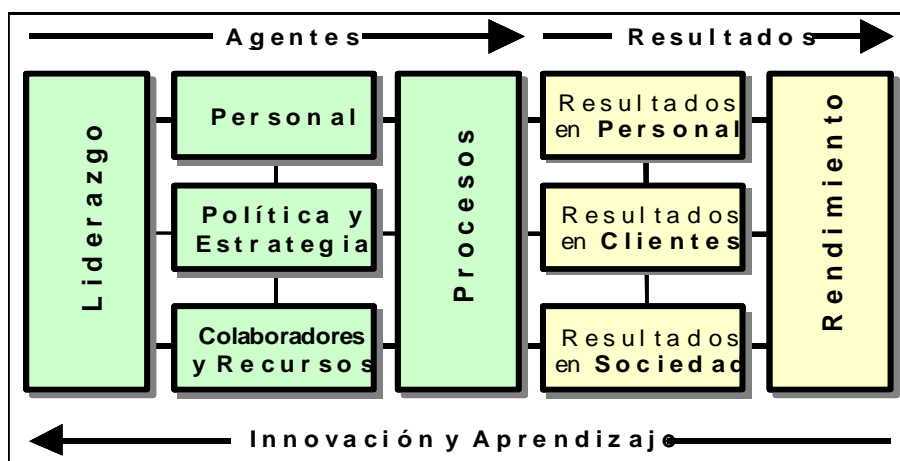 Agentes
Resultados
Liderazgo
Personal
Política y
Estrategia
Colaboradores
y Recursos
Procesos
Resultados
en Personal
Resultados
en Clientes
Resultados
en Sociedad
Rendimiento
Innovación y Aprendizaje